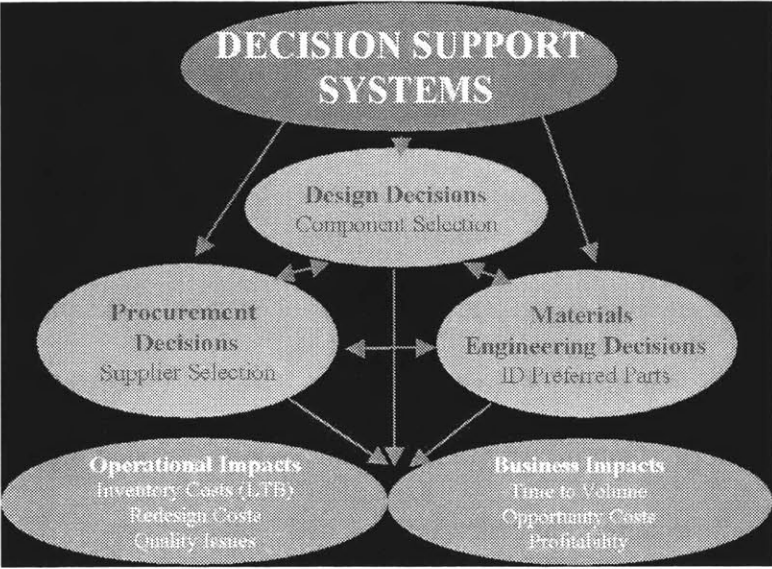 DECISION SUPPORT
SYSTEMS
Design Decisions
Component Selection
Procurement
Decisions
Supplier Selection
Materials
Engineering Decisions
ID Preferred Parts
Operational Impacts
Inventory Costs (LTB)
Redesign Costs
Quality Issues
Business Impacts
Time to Volume
Opportunity Costs
Profitability